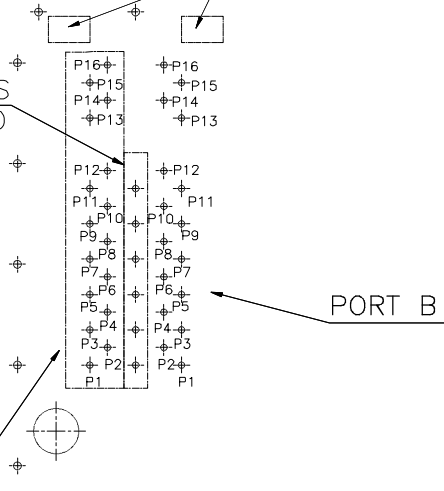 P16 P16
P15 P15
S
P14 P14
P13 P13
P12 P12
P11 P11
P10 P10
P9 P9
P8 P8
P7 P7
P6 P6
P5 P5
PORT B
P4 P4
P3 P3
P2 P2
P1 P1